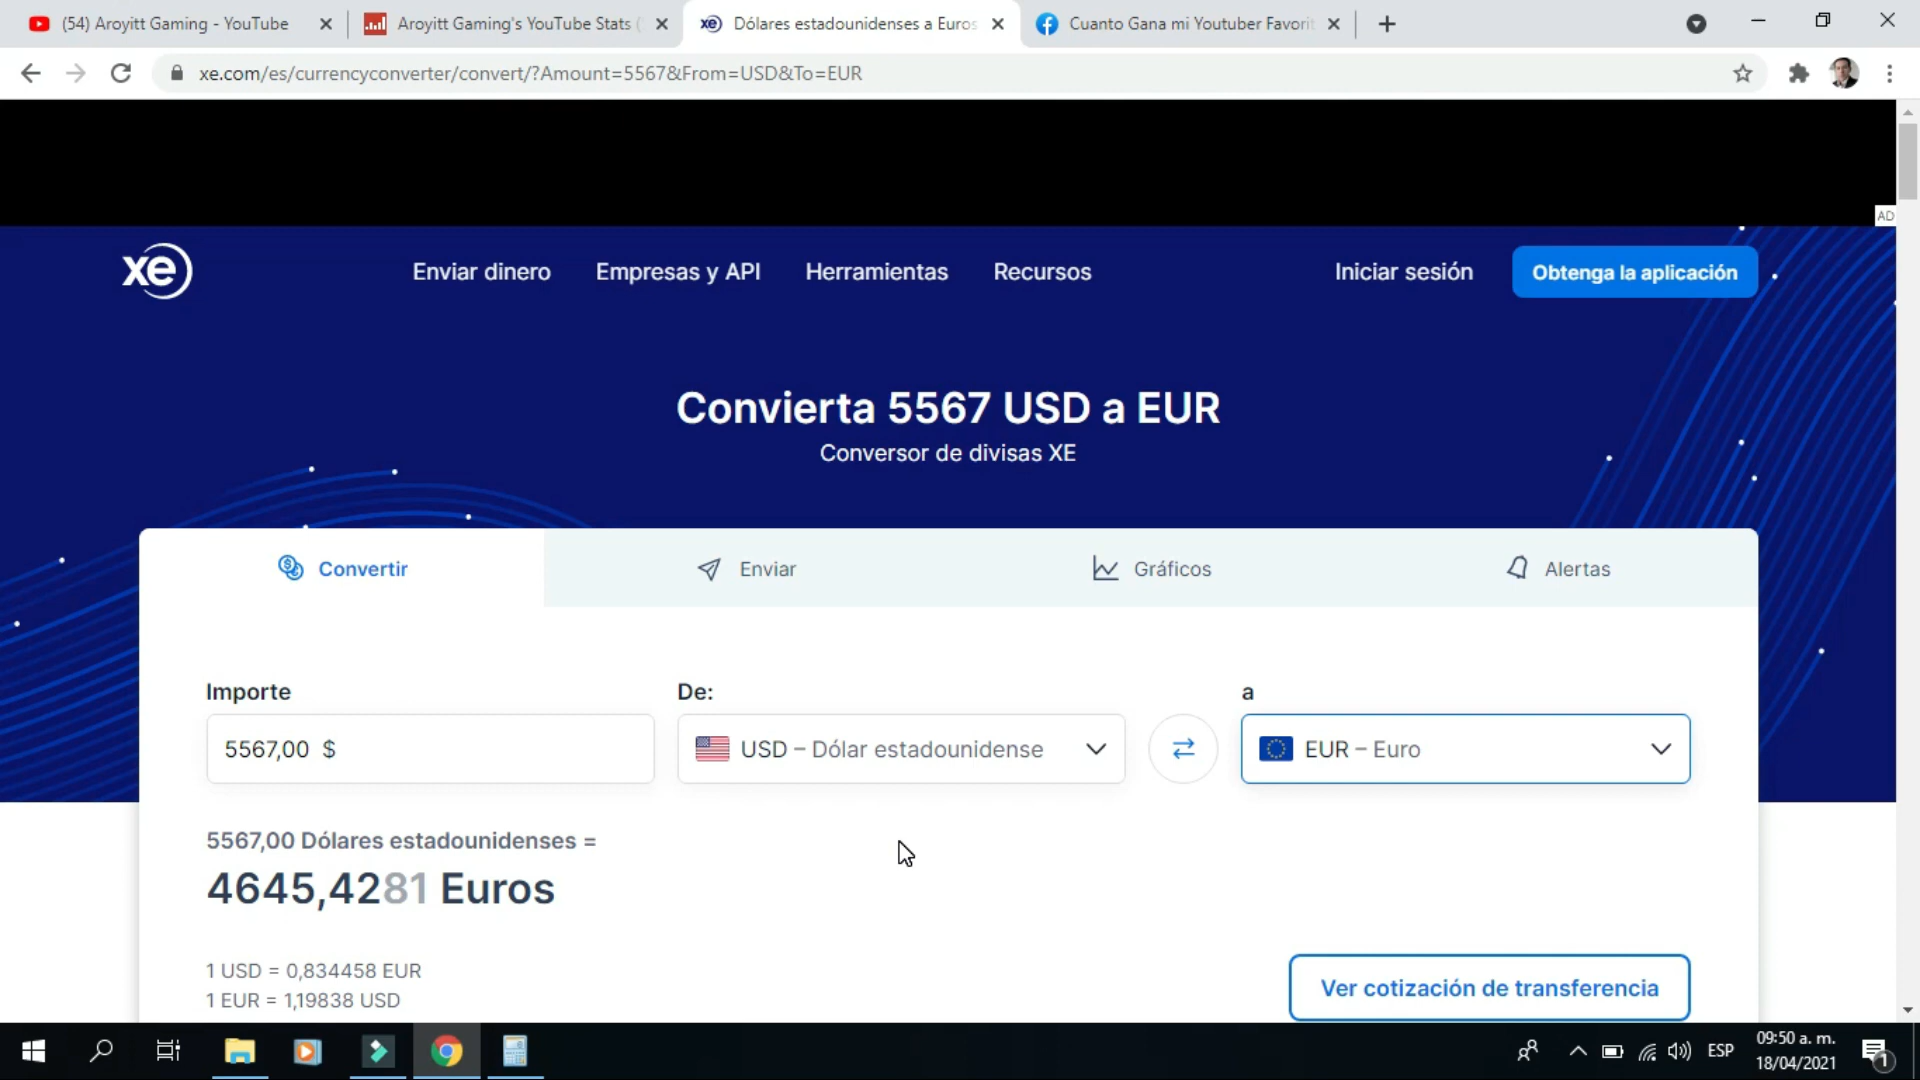 (54) Aroyitt Gaming - YouTube
Aroyitt Gaming's YouTube Stats (
xe Dólares estadounidenses a Euros
Cuanto Gana mi Youtuber Favorit
xe.com/es/currencyconverter/convert/?Amount=5567&From=USD&To=EUR
AD
xe
Enviar dinero
Empresas y API
Herramientas
Recursos
Iniciar sesión
Obtenga la aplicación
Convierta 5567 USD a EUR
Conversor de divisas XE
Convertir
Enviar
Gráficos
Alertas
Importe
De:
a
5567,00 $
USD – Dólar estadounidense
EUR – Euro
5567,00 Dólares estadounidenses =
4645,4281 Euros
1 USD = 0,834458 EUR
1 EUR = 1,19838 USD
Ver cotización de transferencia
ESP
09:50 a. m.
18/04/2021
1